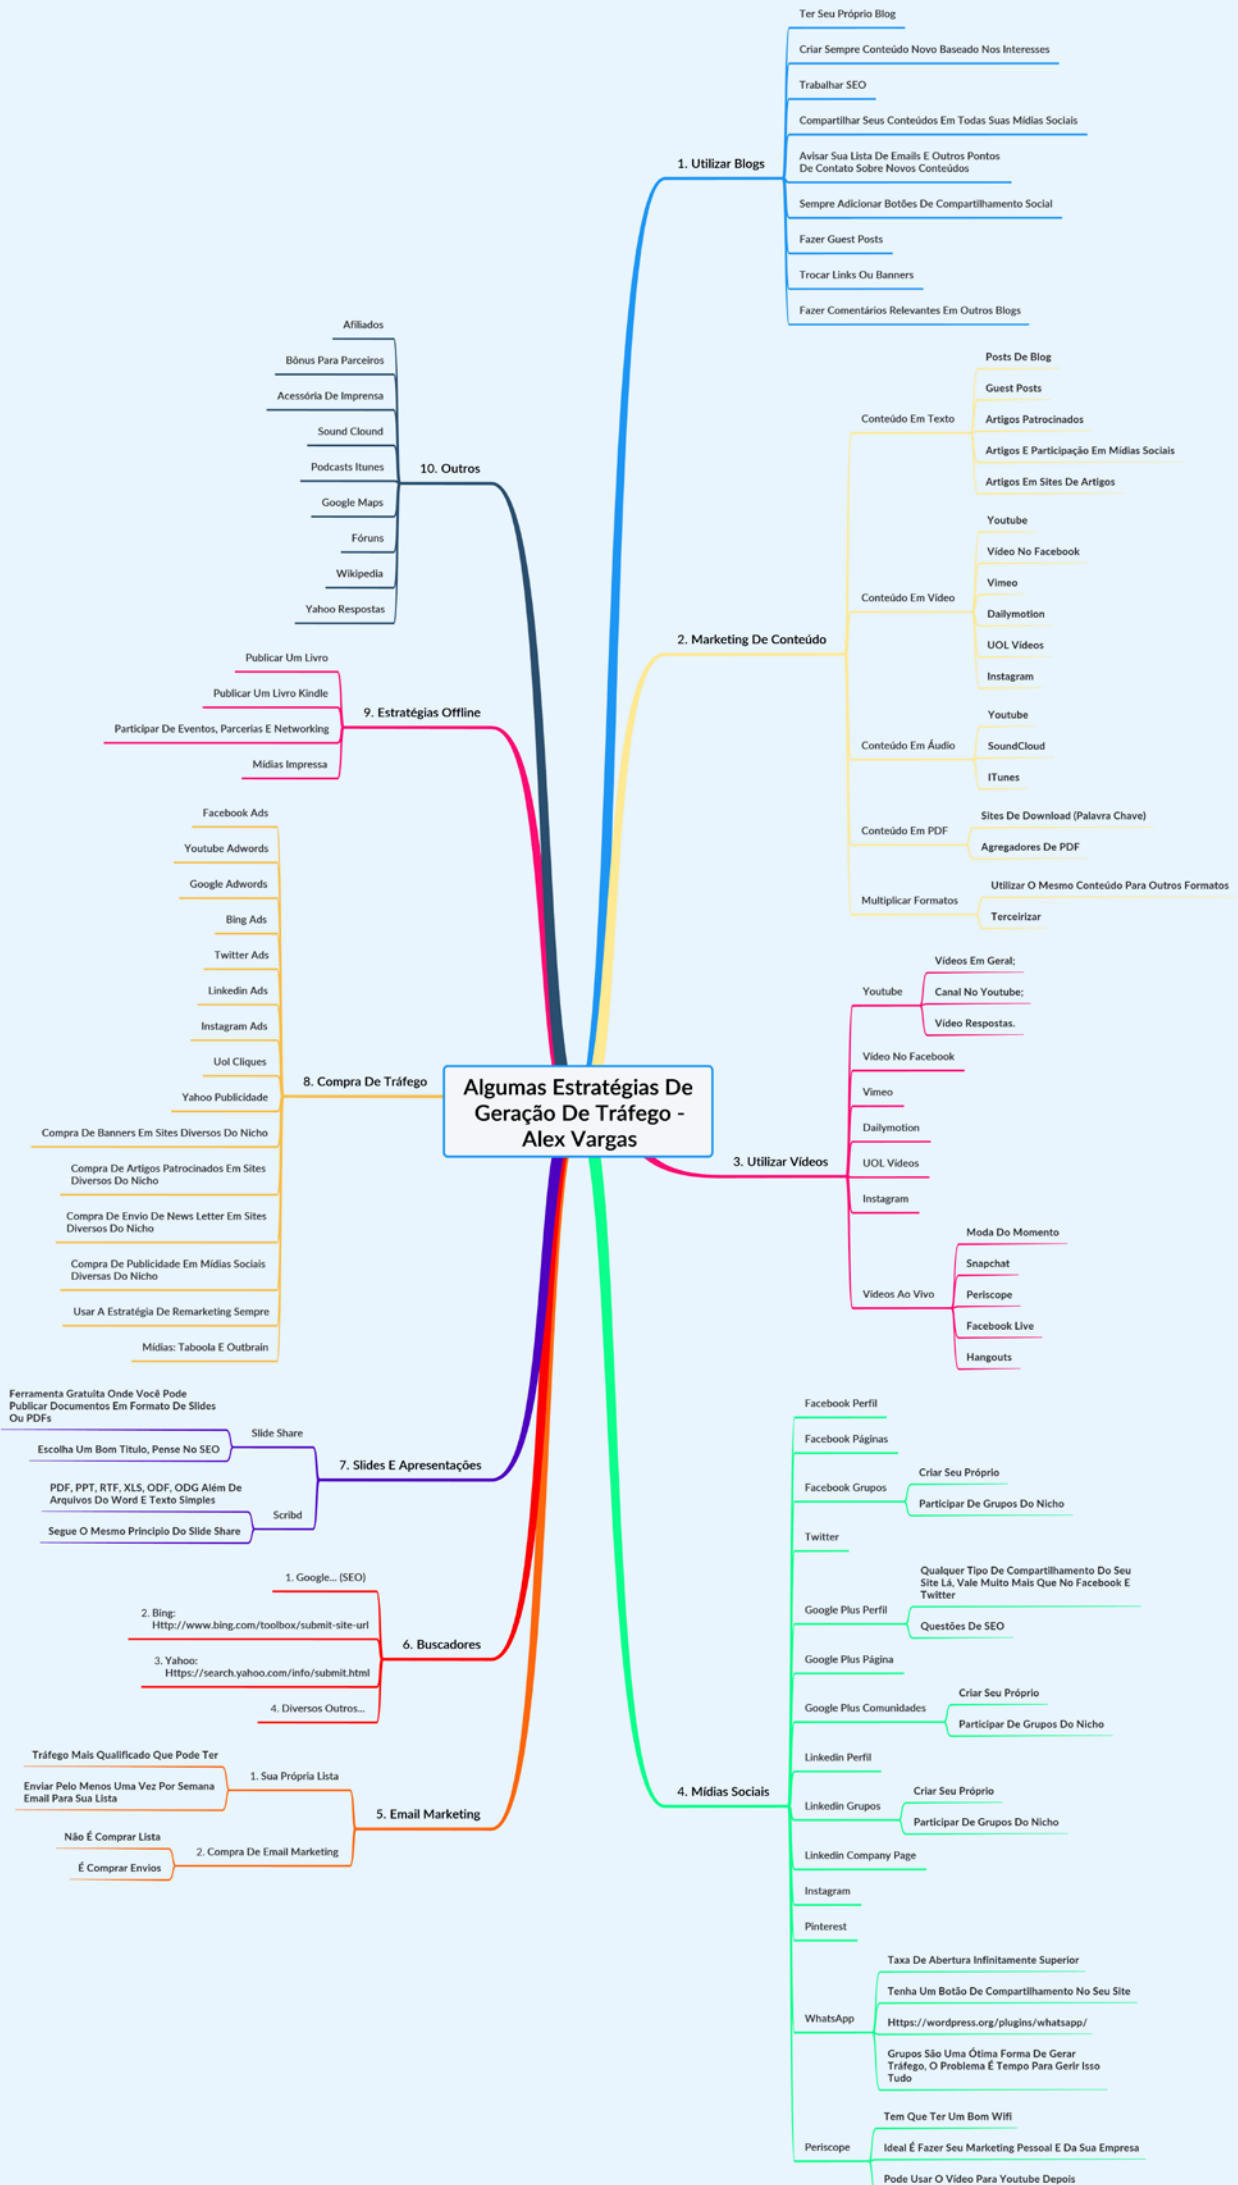 Algumas Estratégias De
Geração De Tráfego -
Alex Vargas
1. Utilizar Blogs
Ter Seu Próprio Blog
Criar Sempre Conteúdo Novo Baseado Nos Interesses
Trabalhar SEO
Compartilhar Seus Conteúdos Em Todas Suas Mídias Sociais
Avisar Sua Lista De Emails E Outros Pontos
De Contato Sobre Novos Conteúdos
Sempre Adicionar Botões De Compartilhamento Social
Fazer Guest Posts
Trocar Links Ou Banners
Fazer Comentários Relevantes Em Outros Blogs
2. Marketing De Conteúdo
Conteúdo Em Texto
Posts De Blog
Guest Posts
Artigos Patrocinados
Artigos E Participação Em Mídias Sociais
Artigos Em Sites De Artigos
Conteúdo Em Vídeo
Youtube
Vídeo No Facebook
Vimeo
Dailymotion
UOL Vídeos
Instagram
Conteúdo Em Áudio
Youtube
SoundCloud
ITunes
Conteúdo Em PDF
Sites De Download (Palavra Chave)
Agregadores De PDF
Multiplicar Formatos
Utilizar O Mesmo Conteúdo Para Outros Formatos
Terceirizar
3. Utilizar Vídeos
Youtube
Vídeos Em Geral;
Canal No Youtube;
Vídeo Respostas.
Vídeo No Facebook
Vimeo
Dailymotion
UOL Vídeos
Instagram
Vídeos Ao Vivo
Moda Do Momento
Snapchat
Periscope
Facebook Live
Hangouts
4. Mídias Sociais
Facebook Perfil
Facebook Páginas
Facebook Grupos
Criar Seu Próprio
Participar De Grupos Do Nicho
Twitter
Google Plus Perfil
Qualquer Tipo De Compartilhamento Do Seu
Site Lá, Vale Muito Mais Que No Facebook E
Twitter
Questões De SEO
Google Plus Página
Google Plus Comunidades
Criar Seu Próprio
Participar De Grupos Do Nicho
Linkedin Perfil
Linkedin Grupos
Criar Seu Próprio
Participar De Grupos Do Nicho
Linkedin Company Page
Instagram
Pinterest
WhatsApp
Taxa De Abertura Infinitamente Superior
Tenha Um Botão De Compartilhamento No Seu Site
Https://wordpress.org/plugins/whatsapp/
Grupos São Uma Ótima Forma De Gerar
Tráfego, O Problema É Tempo Para Gerir Isso
Tudo
Periscope
Tem Que Ter Um Bom Wifi
Ideal É Fazer Seu Marketing Pessoal E Da Sua Empresa
Pode Usar O Vídeo Para Youtube Depois
5. Email Marketing
1. Sua Própria Lista
Tráfego Mais Qualificado Que Pode Ter
Enviar Pelo Menos Uma Vez Por Semana
Email Para Sua Lista
2. Compra De Email Marketing
Não É Comprar Lista
É Comprar Envios
6. Buscadores
1. Google... (SEO)
2. Bing:
Http://www.bing.com/toolbox/submit-site-url
3. Yahoo:
Https://search.yahoo.com/info/submit.html
4. Diversos Outros...
7. Slides E Apresentações
Slide Share
Ferramenta Gratuita Onde Você Pode
Publicar Documentos Em Formato De Slides
Ou PDFs
Escolha Um Bom Titulo, Pense No SEO
Scribd
PDF, PPT, RTF, XLS, ODF, ODG Além De
Arquivos Do Word E Texto Simples
Segue O Mesmo Principio Do Slide Share
8. Compra De Tráfego
Facebook Ads
Youtube Adwords
Google Adwords
Bing Ads
Twitter Ads
Linkedin Ads
Instagram Ads
Uol Cliques
Yahoo Publicidade
Compra De Banners Em Sites Diversos Do Nicho
Compra De Artigos Patrocinados Em Sites
Diversos Do Nicho
Compra De Envio De News Letter Em Sites
Diversos Do Nicho
Compra De Publicidade Em Mídias Sociais
Diversas Do Nicho
Usar A Estratégia De Remarketing Sempre
Mídias: Taboola E Outbrain
9. Estratégias Offline
Publicar Um Livro
Publicar Um Livro Kindle
Participar De Eventos, Parcerias E Networking
Mídias Impressa
10. Outros
Afiliados
Bônus Para Parceiros
Acessória De Imprensa
Sound Clound
Podcasts Itunes
Google Maps
Fóruns
Wikipedia
Yahoo Respostas